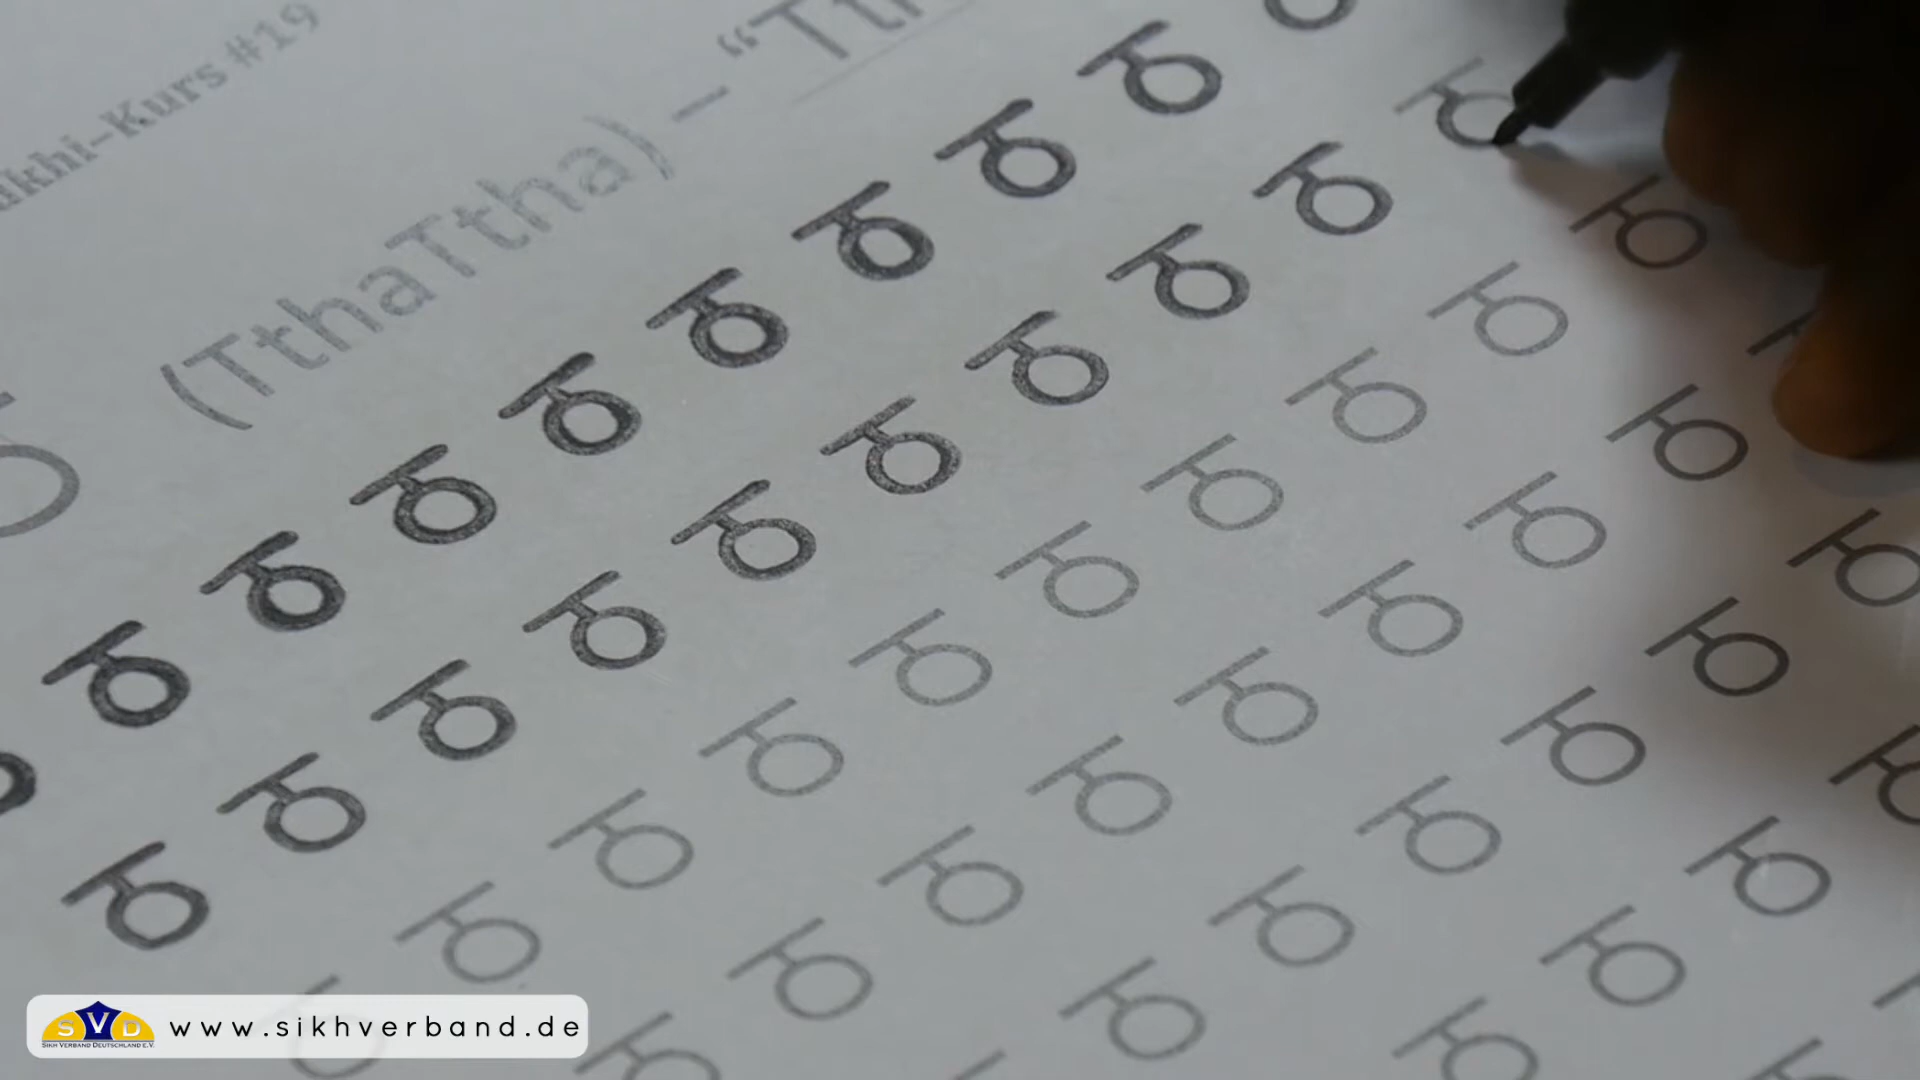 khi-Kurs #19
ਠ (TthaTtha) – “Tt
ਠ ਠ ਠ ਠ ਠ ਠ ਠ ਠ ਠ ਠ
ਠ ਠ ਠ ਠ ਠ ਠ ਠ ਠ ਠ ਠ
ਠ ਠ ਠ ਠ ਠ ਠ ਠ ਠ ਠ ਠ
ਠ ਠ ਠ ਠ ਠ ਠ ਠ ਠ
ਠ ਠ ਠ ਠ ਠ ਠ
ਠ ਠ ਠ ਠ
SVD
SIKH VERBAND DEUTSCHLAND E.V.
www.sikhverband.de